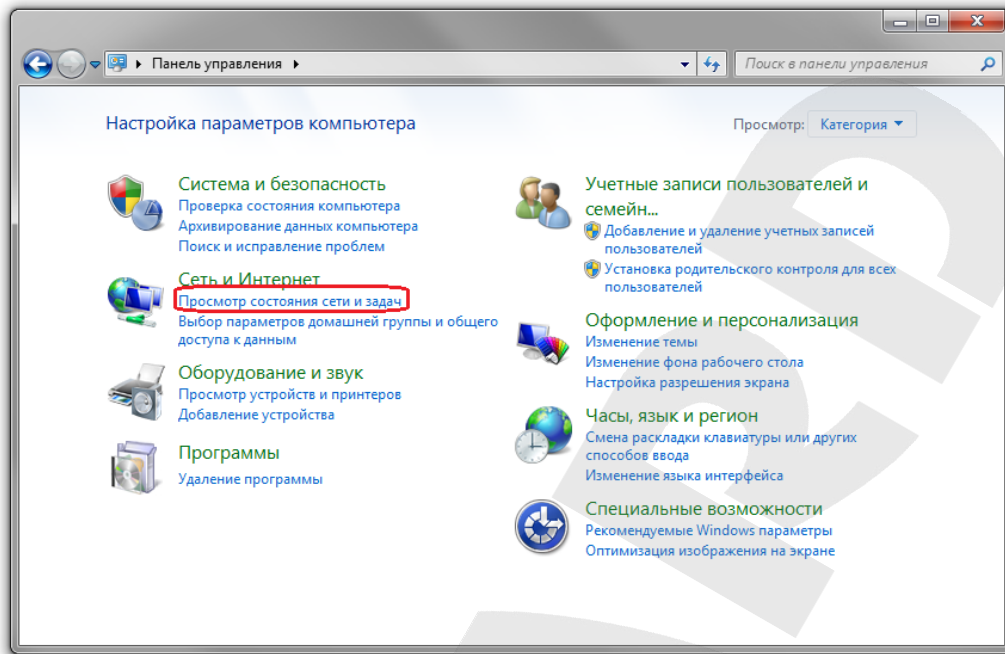 Панель управления
Поиск в панели управления
Настройка параметров компьютера
Просмотр: Категория
Система и безопасность
Проверка состояния компьютера
Архивирование данных компьютера
Поиск и исправление проблем
Сеть и Интернет
Просмотр состояния сети и задач
Выбор параметров домашней группы и общего
доступа к данным
Оборудование и звук
Просмотр устройств и принтеров
Добавление устройства
Программы
Удаление программы
Учетные записи пользователей и
семейн...
Добавление и удаление учетных записей
пользователей
Установка родительского контроля для всех
пользователей
Оформление и персонализация
Изменение темы
Изменение фона рабочего стола
Настройка разрешения экрана
Часы, язык и регион
Смена раскладки клавиатуры или других
способов ввода
Изменение языка интерфейса
Специальные возможности
Рекомендуемые Windows параметры
Оптимизация изображения на экране